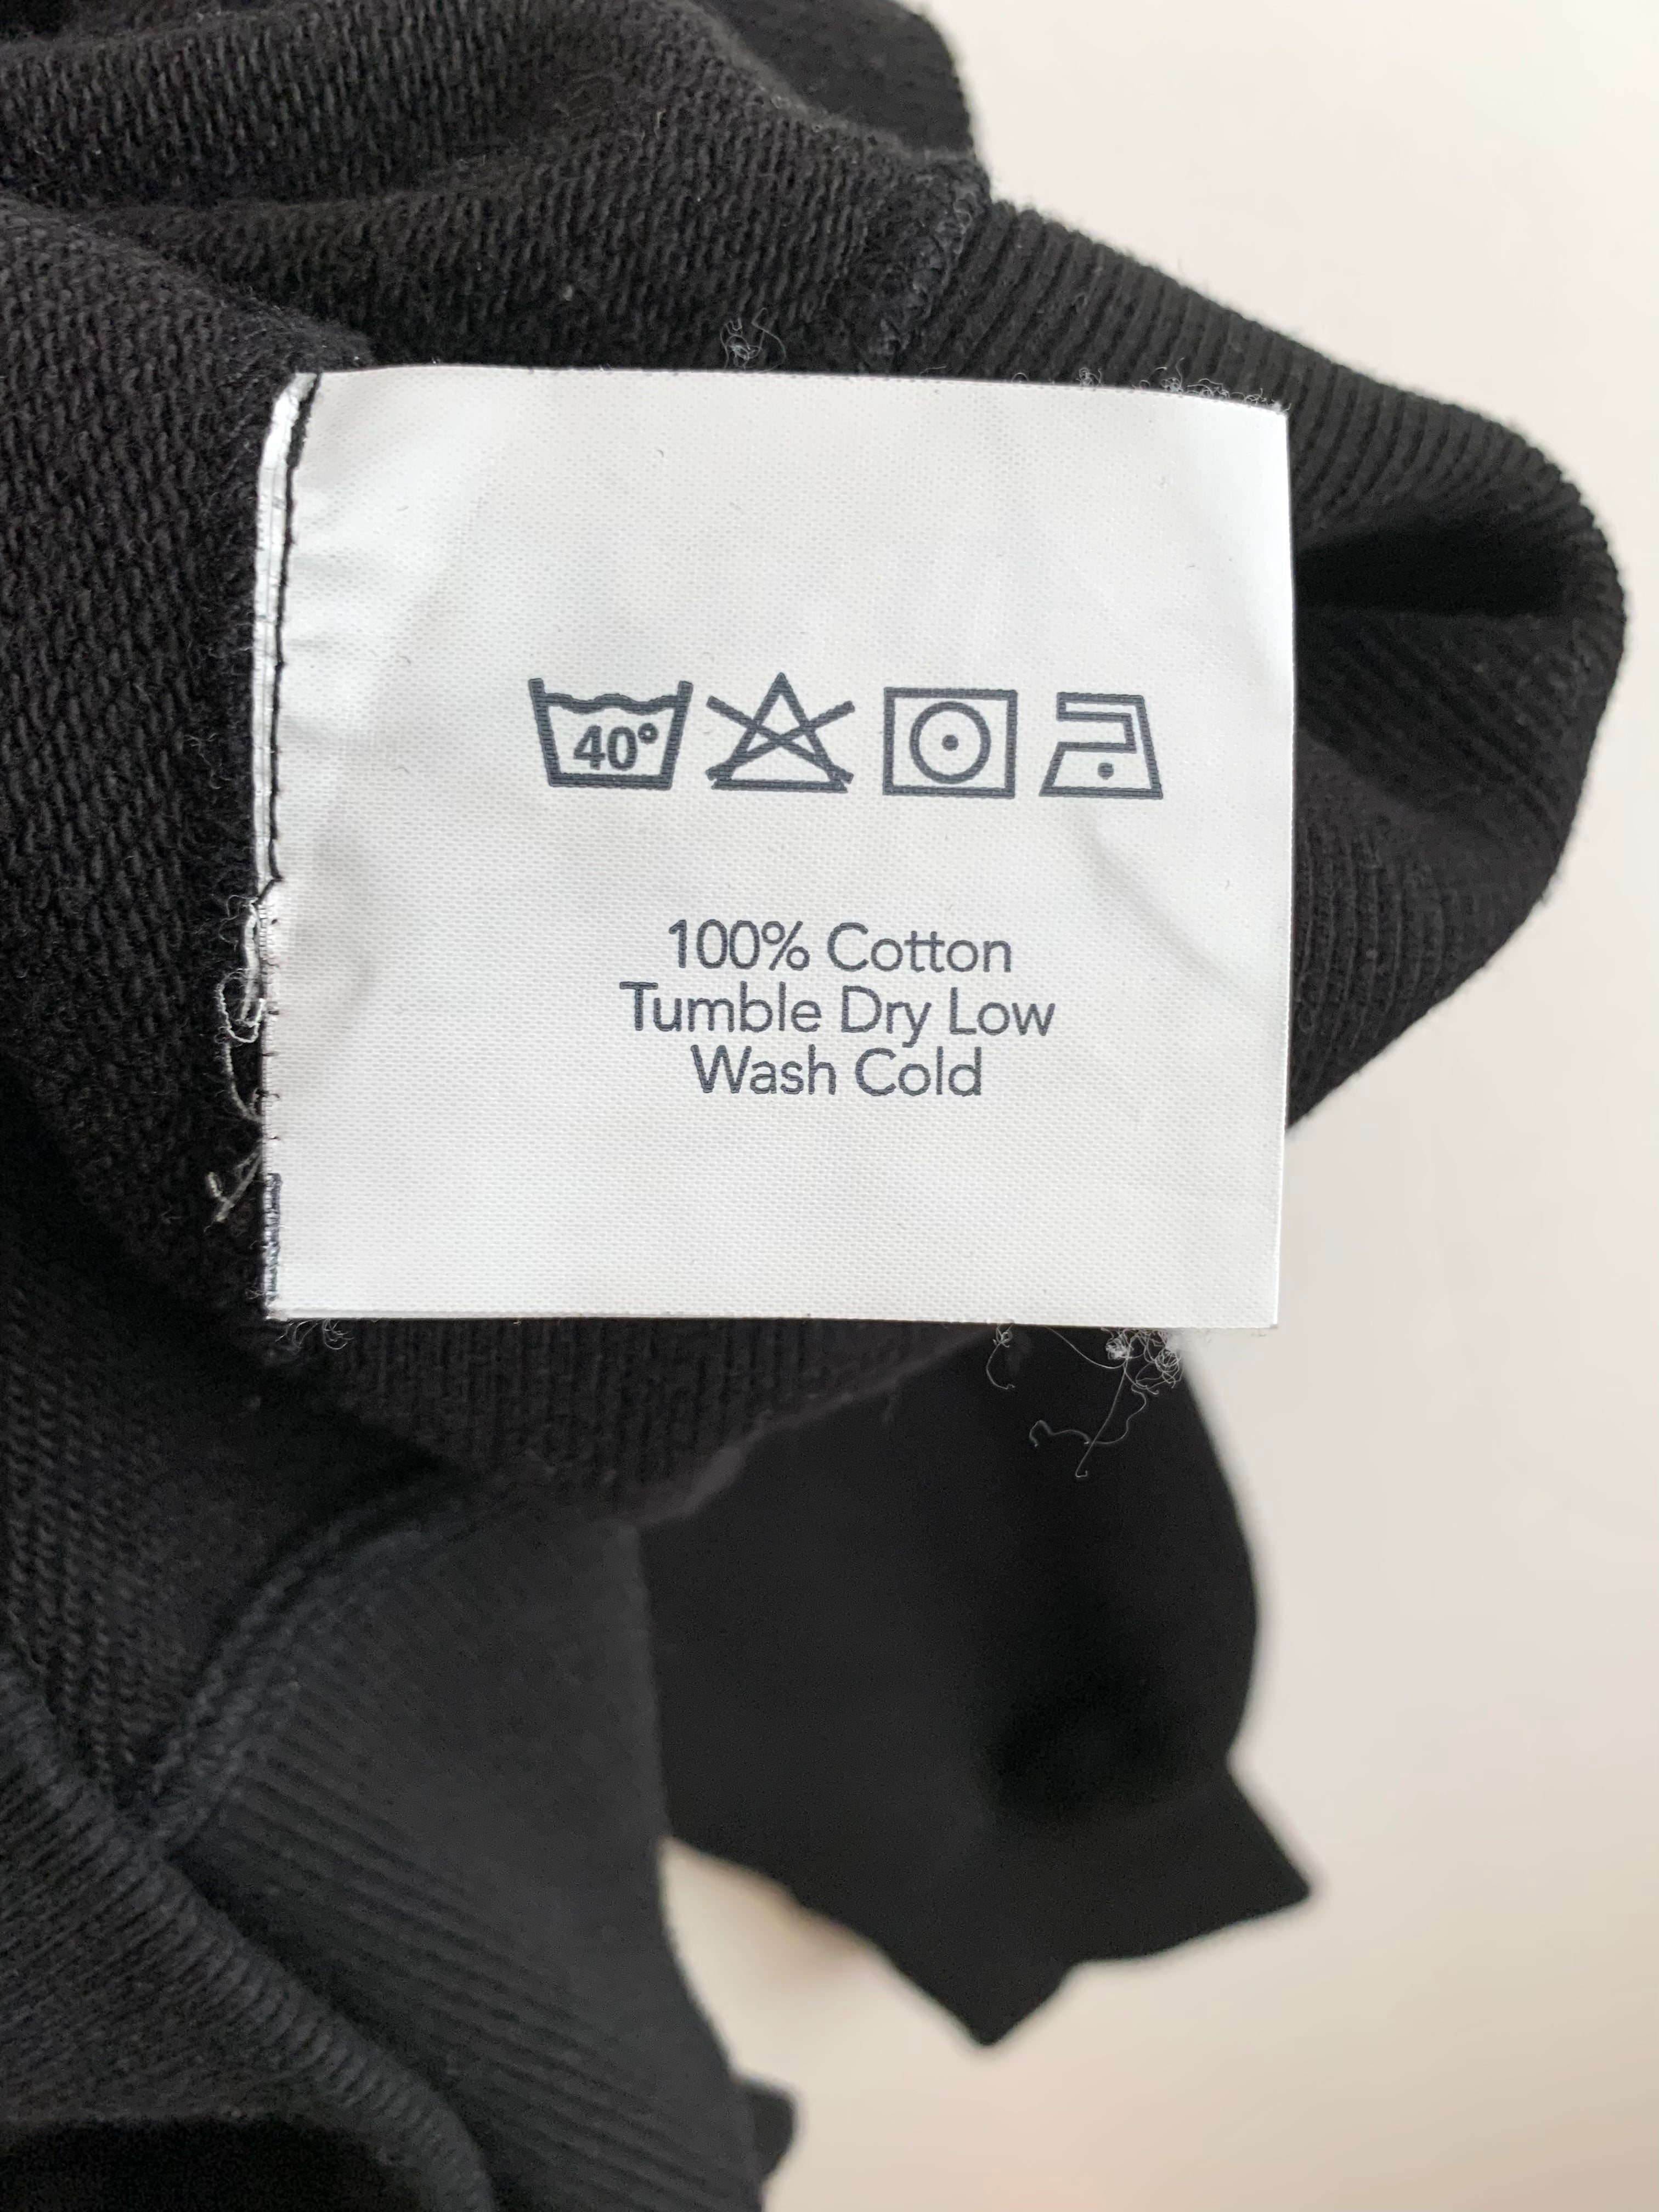 40°
100% Cotton
Tumble Dry Low
Wash Cold